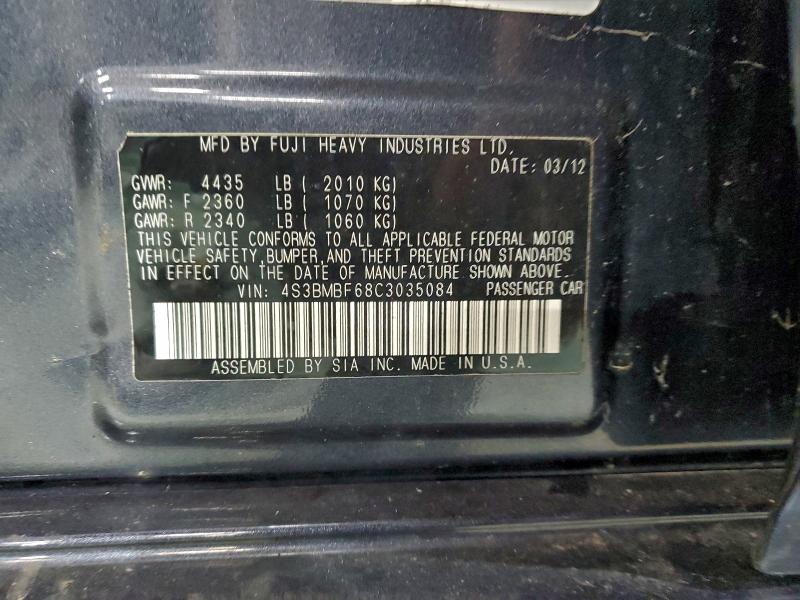 MFD BY FUJI HEAVY INDUSTRIES LTD.
DATE: 03/12
GVWR: 4435 LB ( 2010 KG)
GAWR: F 2360 LB ( 1070 KG)
GAWR: R 2340 LB ( 1060 KG)
THIS VEHICLE CONFORMS TO ALL APPLICABLE FEDERAL MOTOR
VEHICLE SAFETY, BUMPER, AND THEFT PREVENTION STANDARDS
IN EFFECT ON THE DATE OF MANUFACTURE SHOWN ABOVE.
VIN: 4S3BMBF68C3035084 PASSENGER CAR
ASSEMBLED BY SIA INC. MADE IN U.S.A.